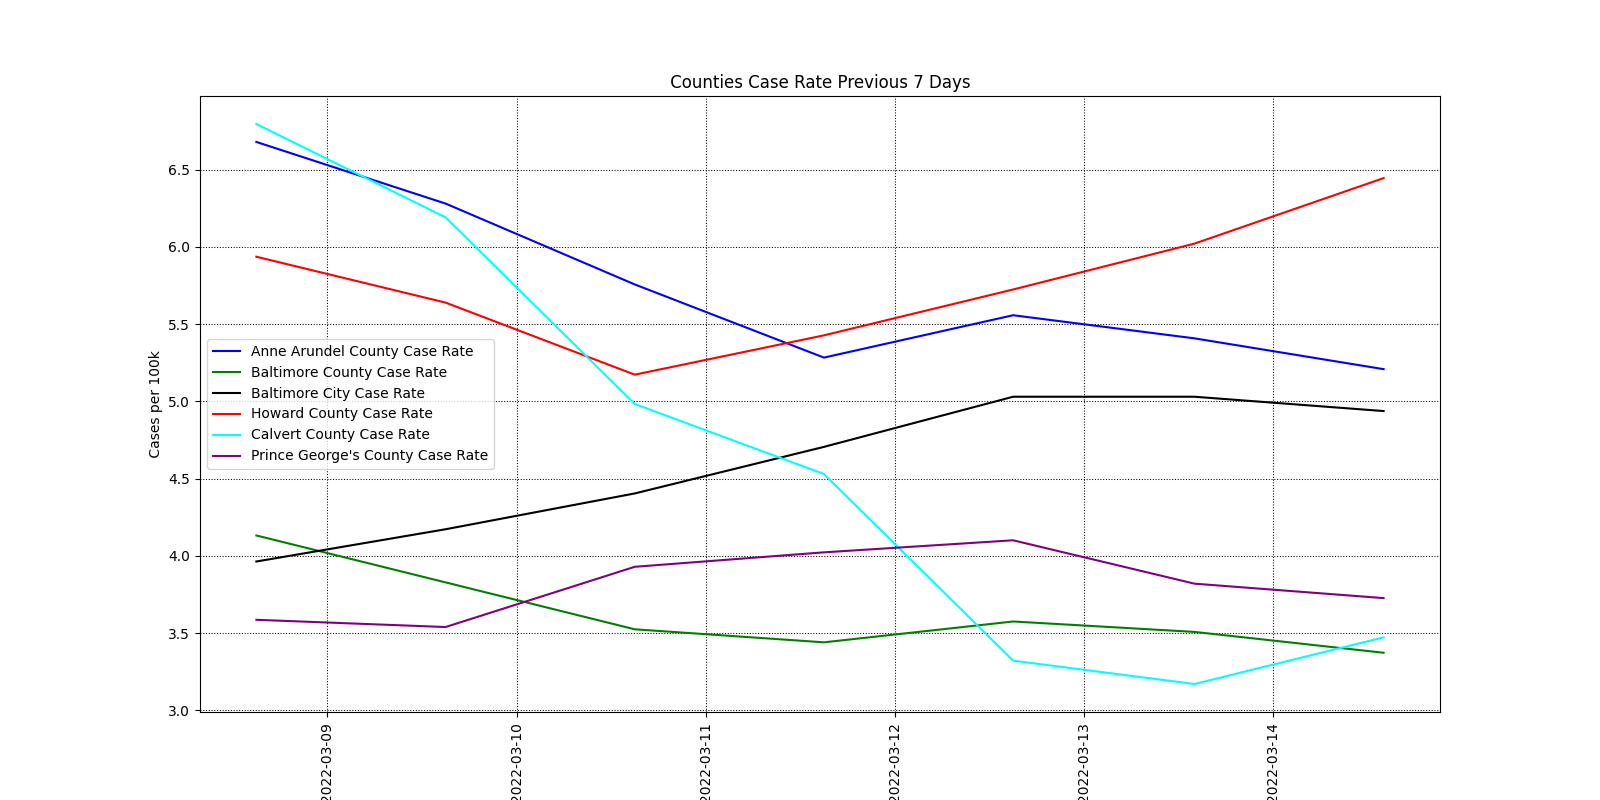 Counties Case Rate Previous 7 Days
Cases per 100k
6.5
6.0
5.5
5.0
4.5
4.0
3.5
3.0
Anne Arundel County Case Rate
Baltimore County Case Rate
Baltimore City Case Rate
Howard County Case Rate
Calvert County Case Rate
Prince George's County Case Rate
2022-03-09
2022-03-10
2022-03-11
2022-03-12
2022-03-13
2022-03-14